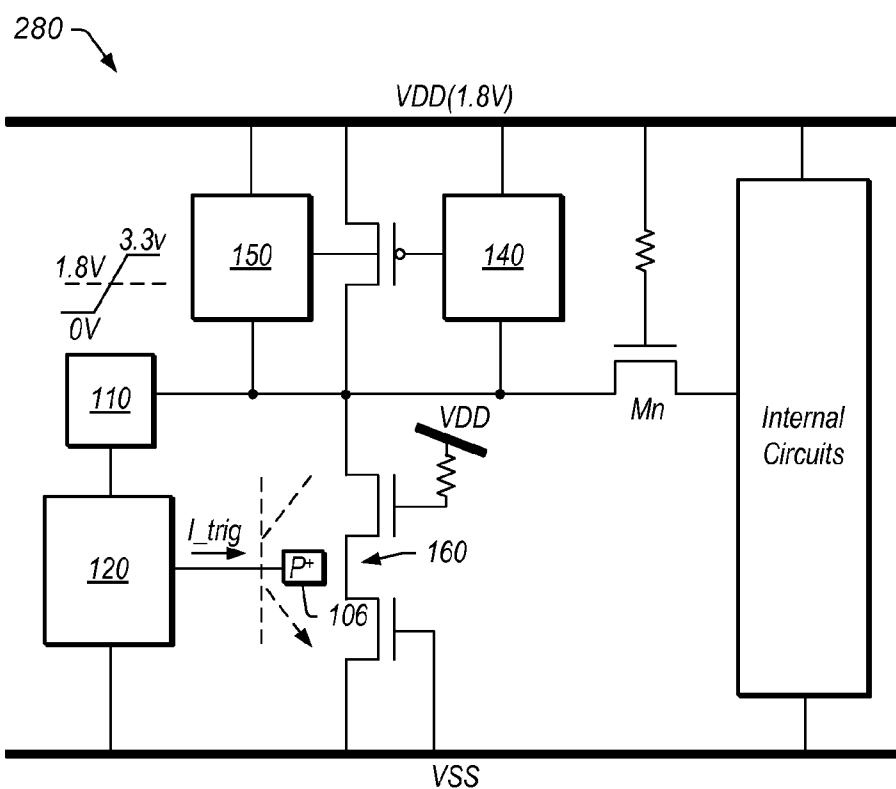 280
VDD(1.8V)
3.3v
1.8V
0V
150
140
110
Mn
VDD
Internal
Circuits
I_trig
120
P+
160
106
VSS